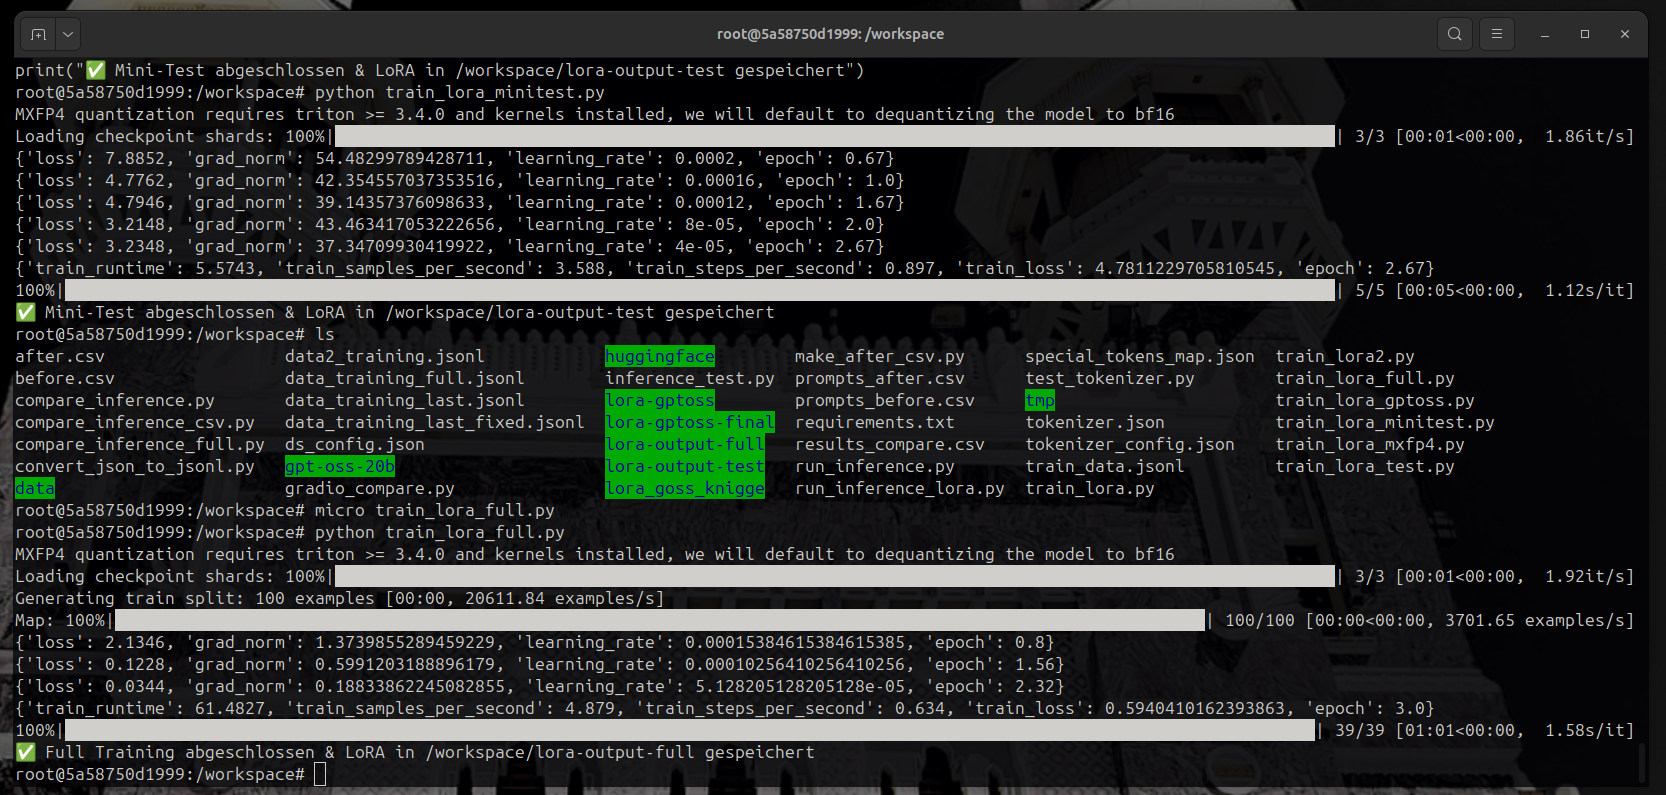 root@5a58750d1999: /workspace
print("✅ Mini-Test abgeschlossen & LoRA in /workspace/lora-output-test gespeichert")
root@5a58750d1999:/workspace# python train_lora_minitest.py
MXFP4 quantization requires triton >= 3.4.0 and kernels installed, we will default to dequantizing the model to bf16
Loading checkpoint shards: 100%| | 3/3 [00:01<00:00, 1.86it/s]
{'loss': 7.8852, 'grad_norm': 54.48299789428711, 'learning_rate': 0.0002, 'epoch': 0.67}
{'loss': 4.7762, 'grad_norm': 42.354557037353516, 'learning_rate': 0.00016, 'epoch': 1.0}
{'loss': 4.7946, 'grad_norm': 39.14357376098633, 'learning_rate': 0.00012, 'epoch': 1.67}
{'loss': 3.2148, 'grad_norm': 43.463417053222656, 'learning_rate': 8e-05, 'epoch': 2.0}
{'loss': 3.2348, 'grad_norm': 37.34709930419922, 'learning_rate': 4e-05, 'epoch': 2.67}
{'train_runtime': 5.5743, 'train_samples_per_second': 3.588, 'train_steps_per_second': 0.897, 'train_loss': 4.7811229705810545, 'epoch': 2.67}
100%| | 5/5 [00:05<00:00, 1.12s/it]
✅ Mini-Test abgeschlossen & LoRA in /workspace/lora-output-test gespeichert
root@5a58750d1999:/workspace# ls
after.csv data2_training.jsonl huggingface make_after_csv.py special_tokens_map.json train_lora2.py
before.csv data_training_full.jsonl inference_test.py prompts_after.csv test_tokenizer.py train_lora_full.py
compare_inference.py data_training_last.jsonl lora-gptoss prompts_before.csv tmp train_lora_gptoss.py
compare_inference_csv.py data_training_last_fixed.jsonl lora-gptoss-final requirements.txt tokenizer.json train_lora_minitest.py
compare_inference_full.py ds_config.json lora-output-full results_compare.csv tokenizer_config.json train_lora_mxfp4.py
convert_json_to_jsonl.py gpt-oss-20b lora-output-test run_inference.py train_data.jsonl train_lora_test.py
data gradio_compare.py lora_goss_knigge run_inference_lora.py train_lora.py
root@5a58750d1999:/workspace# micro train_lora_full.py
root@5a58750d1999:/workspace# python train_lora_full.py
MXFP4 quantization requires triton >= 3.4.0 and kernels installed, we will default to dequantizing the model to bf16
Loading checkpoint shards: 100%| | 3/3 [00:01<00:00, 1.92it/s]
Generating train split: 100 examples [00:00, 20611.84 examples/s]
Map: 100%| | 100/100 [00:00<00:00, 3701.65 examples/s]
{'loss': 2.1346, 'grad_norm': 1.3739855289459229, 'learning_rate': 0.00015384615384615385, 'epoch': 0.8}
{'loss': 0.1228, 'grad_norm': 0.5991203188896179, 'learning_rate': 0.00010256410256410256, 'epoch': 1.56}
{'loss': 0.0344, 'grad_norm': 0.18833862245082855, 'learning_rate': 5.128205128205128e-05, 'epoch': 2.32}
{'train_runtime': 61.4827, 'train_samples_per_second': 4.879, 'train_steps_per_second': 0.634, 'train_loss': 0.5940410162393863, 'epoch': 3.0}
100%| | 39/39 [01:01<00:00, 1.58s/it]
✅ Full Training abgeschlossen & LoRA in /workspace/lora-output-full gespeichert
root@5a58750d1999:/workspace#